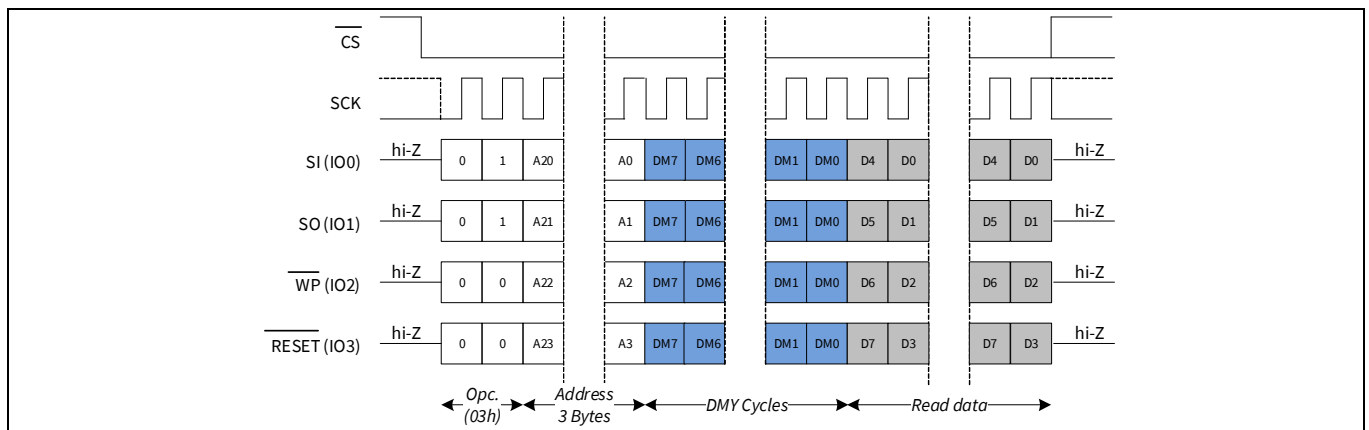 CS
SCK
SI (IO0) hi-Z 0 1 A20 A0 DM7 DM6 DM1 DM0 D4 D0 D4 D0 hi-Z
SO (IO1) hi-Z 0 1 A21 A1 DM7 DM6 DM1 DM0 D5 D1 D5 D1 hi-Z
WP (IO2) hi-Z 0 0 A22 A2 DM7 DM6 DM1 DM0 D6 D2 D6 D2 hi-Z
RESET (IO3) hi-Z 0 0 A23 A3 DM7 DM6 DM1 DM0 D7 D3 D7 D3 hi-Z
Opc. Address DMY Cycles Read data
(03h) 3 Bytes